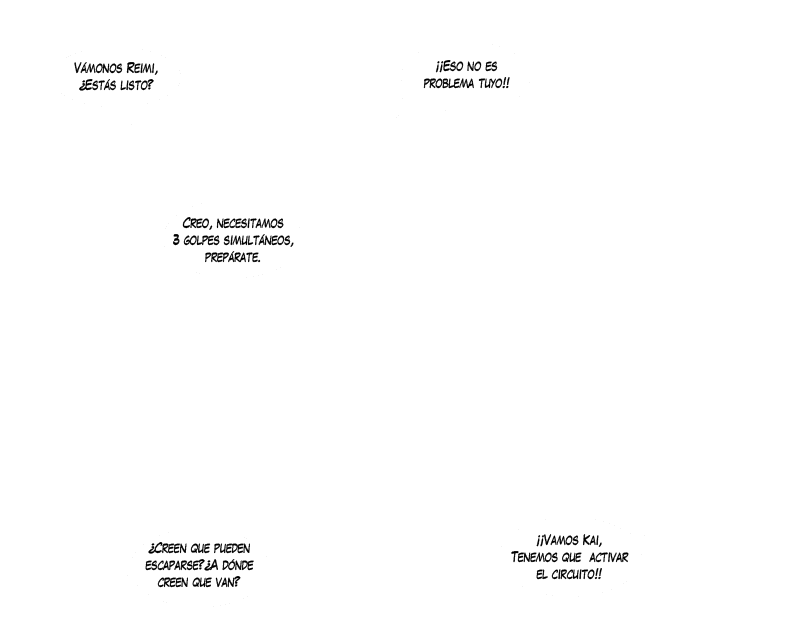 Vámonos Reimi,
¿Estás listo?
¡¡Eso no es
problema tuyo!!
Creo, necesitamos
3 golpes simultáneos,
prepárate.
¿Creen que pueden
escaparse?¿A dónde
creen que van?
¡¡Vamos Kai,
Tenemos que activar
el circuito!!